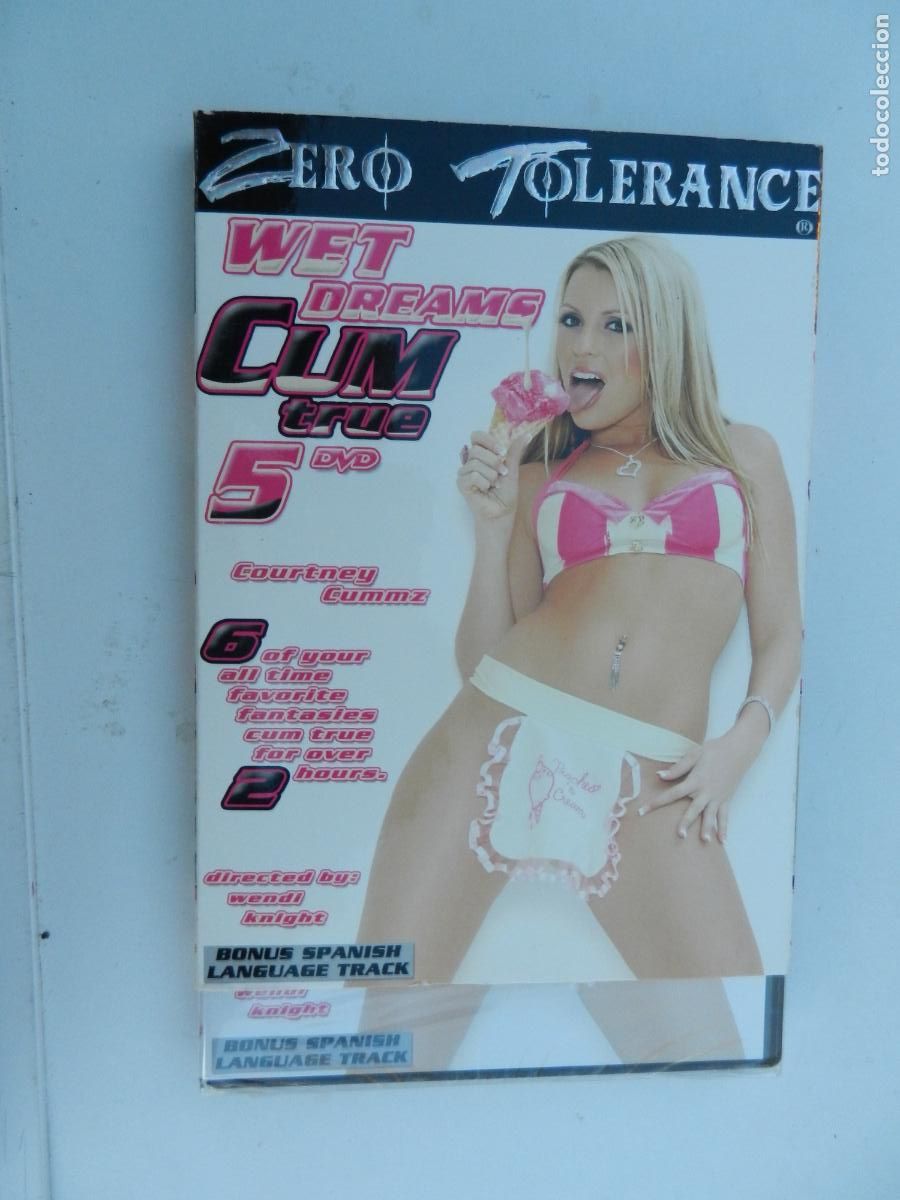 todocoleccion
ZERO TOLERANCE
®
WET
DREAMS
CUM
true
5 DVD
Courtney
Cummz
6 of your
all time
favorite
fantasies
cum true
for over
2 hours.
Peaches
n
Cream
directed by:
wendi
knight
BONUS SPANISH
LANGUAGE TRACK
wendi
knight
BONUS SPANISH
LANGUAGE TRACK